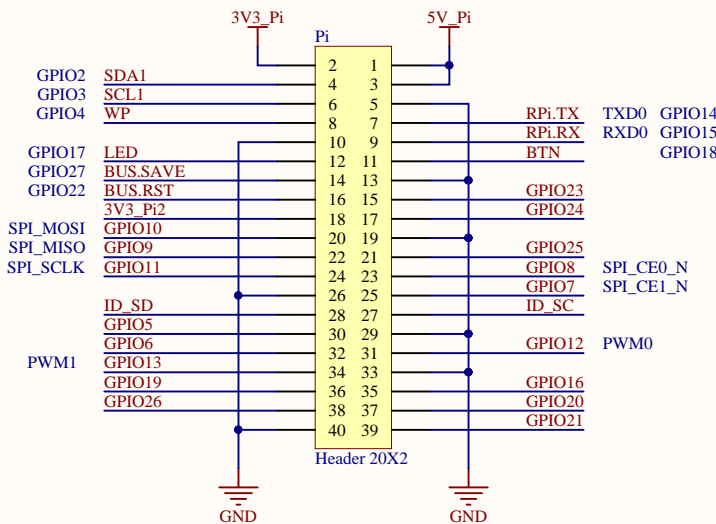 3V3_Pi 5V_Pi
Pi
2 1
GPIO2 SDA1 4 3
GPIO3 SCL1 6 5
GPIO4 WP 8 7 RPi.TX TXD0 GPIO14
10 9 RPi.RX RXD0 GPIO15
GPIO17 LED 12 11 BTN GPIO18
GPIO27 BUS.SAVE 14 13
GPIO22 BUS.RST 16 15 GPIO23
3V3_Pi2 18 17 GPIO24
SPI_MOSI GPIO10 20 19
SPI_MISO GPIO9 22 21 GPIO25
SPI_SCLK GPIO11 24 23 GPIO8 SPI_CE0_N
26 25 GPIO7 SPI_CE1_N
ID_SD 28 27 ID_SC
GPIO5 30 29
GPIO6 32 31 GPIO12 PWM0
PWM1 GPIO13 34 33
GPIO19 36 35 GPIO16
GPIO26 38 37 GPIO20
40 39 GPIO21
Header 20X2
GND GND